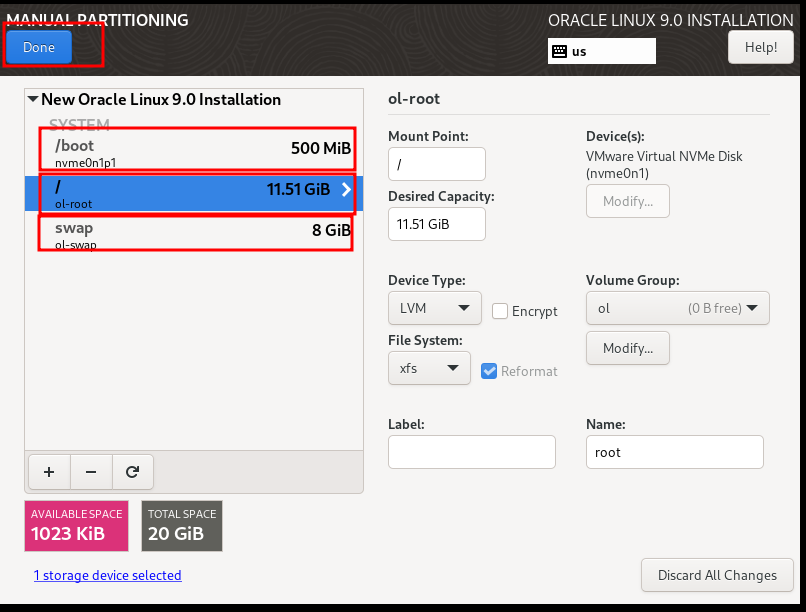 MANUAL PARTITIONING
ORACLE LINUX 9.0 INSTALLATION
Done
us
Help!
New Oracle Linux 9.0 Installation
SYSTEM
/boot 500 MiB
nvme0n1p1
/ 11.51 GiB
ol-root
swap 8 GiB
ol-swap
+ −
AVAILABLE SPACE
1023 KiB
TOTAL SPACE
20 GiB
1 storage device selected
ol-root
Mount Point:
/
Desired Capacity:
11.51 GiB
Device(s):
VMware Virtual NVMe Disk
(nvme0n1)
Modify...
Device Type:
LVM
Encrypt
File System:
xfs
Reformat
Volume Group:
ol (0 B free)
Modify...
Label:
Name:
root
Discard All Changes